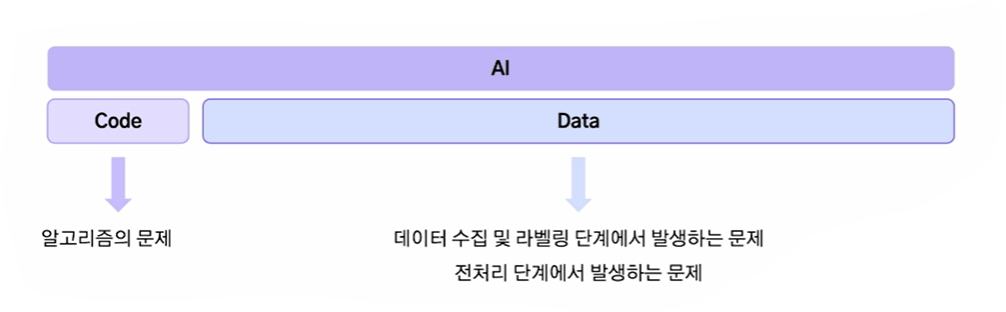 AI
Code
Data
알고리즘의 문제
데이터 수집 및 라벨링 단계에서 발생하는 문제
전처리 단계에서 발생하는 문제